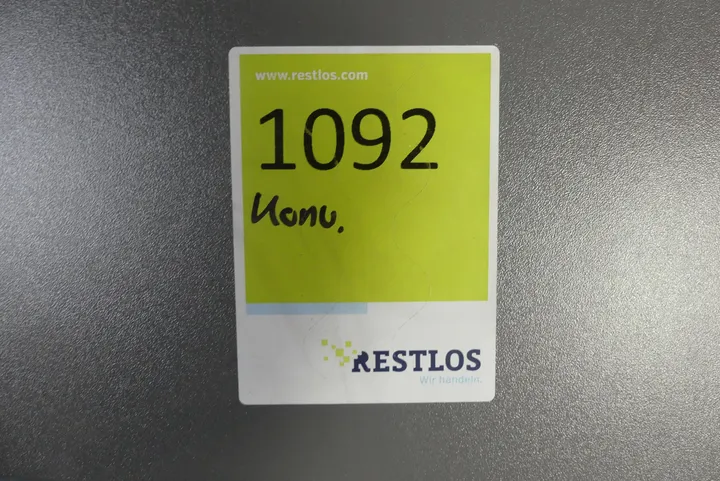 www.restlos.com
1092
Konv.
RESTLOS
Wir handeln.